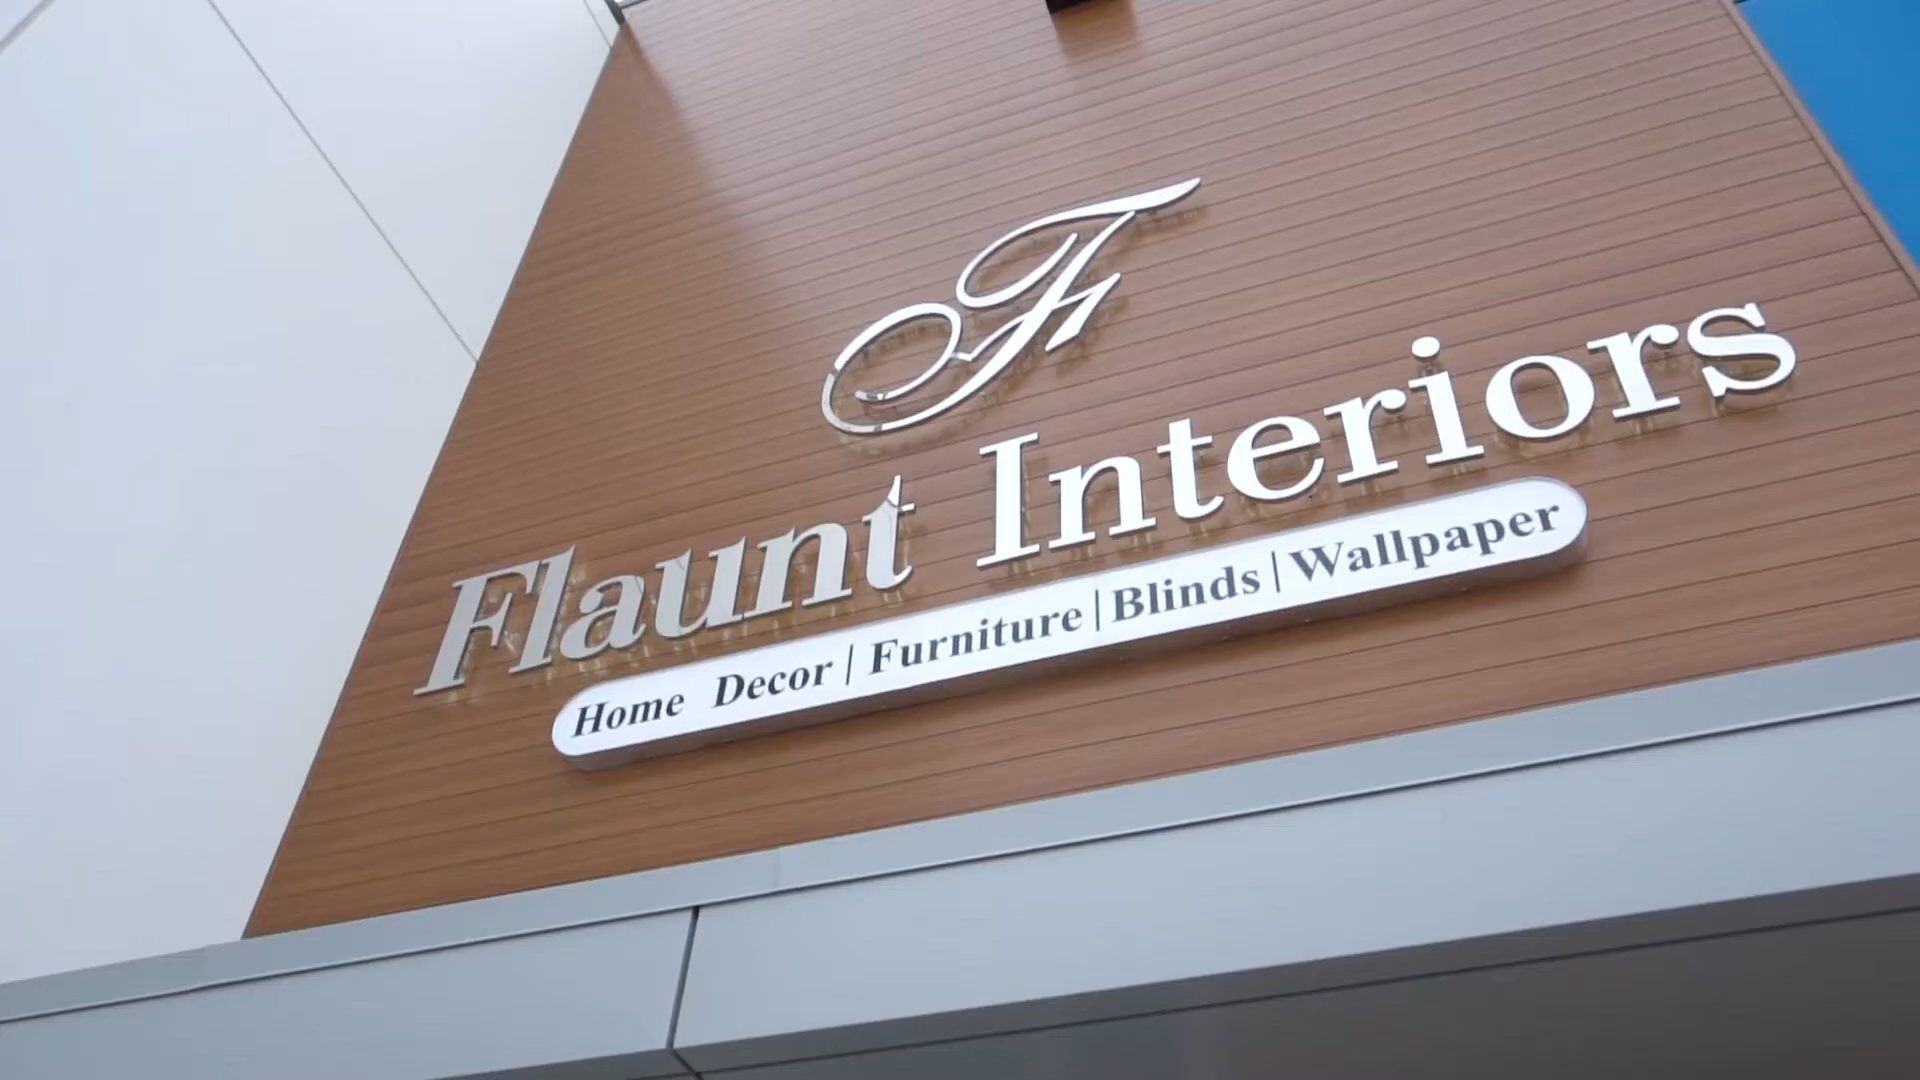 F
Flaunt Interiors
Home Decor | Furniture | Blinds | Wallpaper